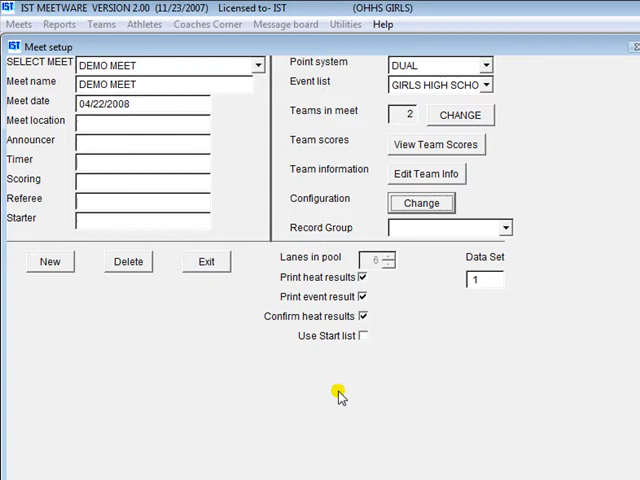 IST IST MEETWARE VERSION 2.00 (11/23/2007) Licensed to- IST (OHHS GIRLS)
Meets Reports Teams Athletes Coaches Corner Message board Utilities Help
IST Meet setup
SELECT MEET DEMO MEET
Meet name DEMO MEET
Meet date 04/22/2008
Meet location
Announcer
Timer
Scoring
Referee
Starter
Point system DUAL
Event list GIRLS HIGH SCHO
Teams in meet 2 CHANGE
Team scores View Team Scores
Team information Edit Team Info
Configuration Change
Record Group
New Delete Exit
Lanes in pool 6
Print heat results
Print event result
Confirm heat results
Use Start list
Data Set
1